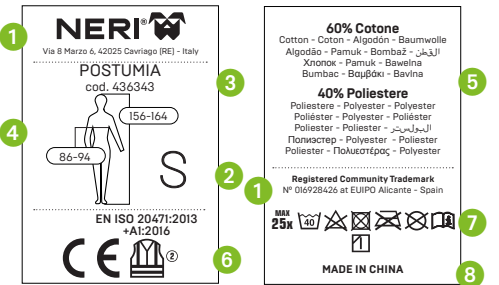 1
NERI®
Via 8 Marzo 6, 42025 Cavriago (RE) - Italy
POSTUMIA
cod. 436343
3
4
156-164
86-94
S
2
EN ISO 20471:2013
+A1:2016
CE
2
6
60% Cotone
Cotton - Coton - Algodón - Baumwolle
Algodão - Pamuk - Bombaž - القطن
Хлопок - Pamuk - Bawełna
Bumbac - Βαμβάκι - Bavlna
5
40% Poliestere
Poliestere - Polyester - Polyester
Poliéster - Polyester - Poliéster
Poliester - Poliester - البوليستر
Полиэстер - Polyester - Poliester
Poliester - Πολυεστέρας - Polyester
Registered Community Trademark
1
N° 016928426 at EUIPO Alicante - Spain
MAX
25x
40
7
1
MADE IN CHINA
8